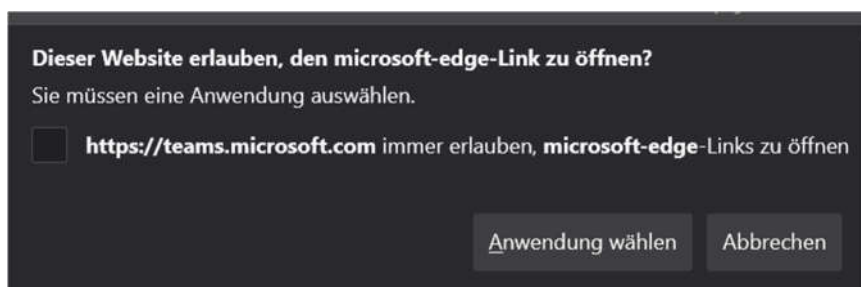 Dieser Website erlauben, den microsoft-edge-Link zu öffnen?
Sie müssen eine Anwendung auswählen.
https://teams.microsoft.com immer erlauben, microsoft-edge-Links zu öffnen
Anwendung wählen Abbrechen